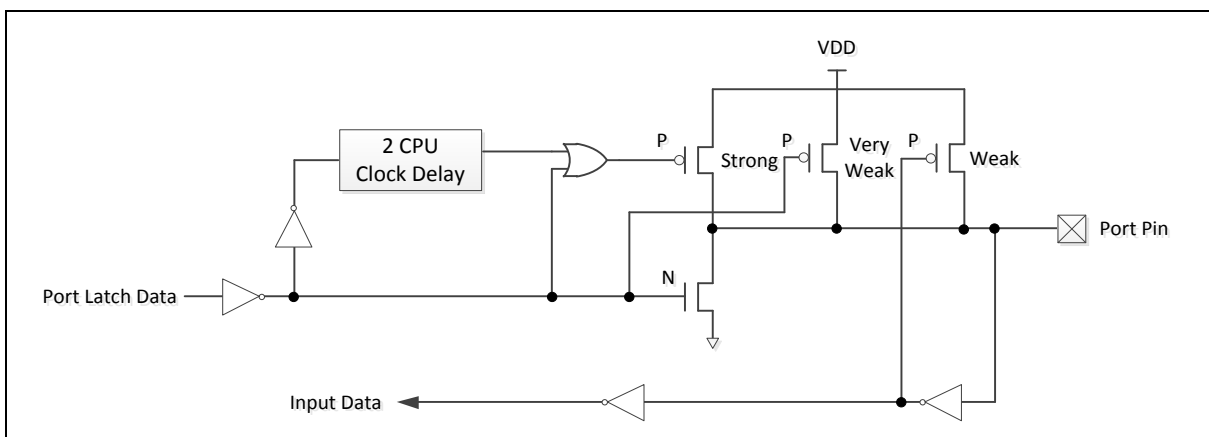 VDD
2 CPU
Clock Delay
P
Strong
P
Very
Weak
P
Weak
Port Pin
N
Port Latch Data
Input Data